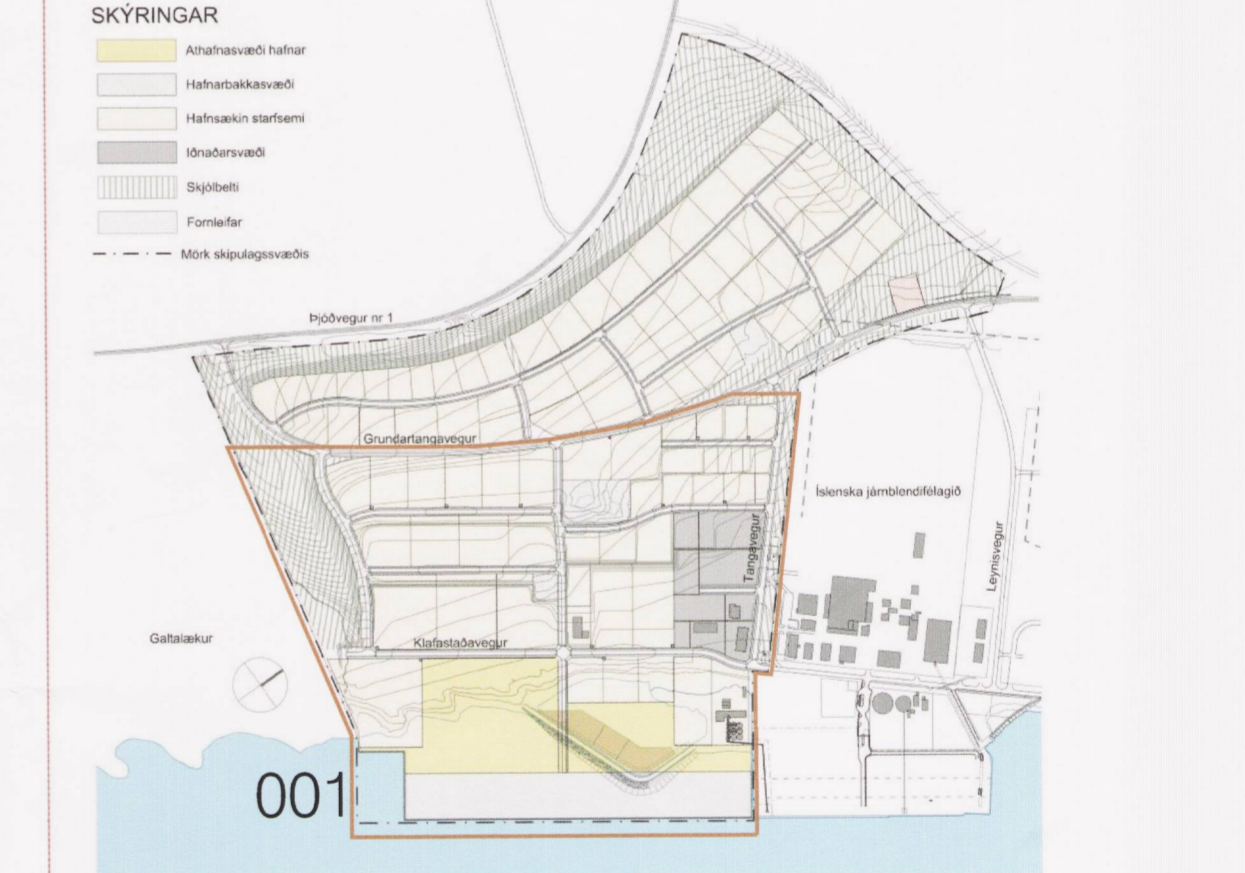 SKÝRINGAR
Athafnasvæði hafnar
Hafnarbakkasvæði
Hafnsækin starfsemi
Iðnaðarsvæði
Skjólbelti
Fornleifar
Mörk skipulagssvæðis
Þjóðvegur nr 1
Grundartangavegur
Íslenska járnblendifélagið
Tangavegur
Leynisvegur
Galtalækur
Klafastaðavegur
001